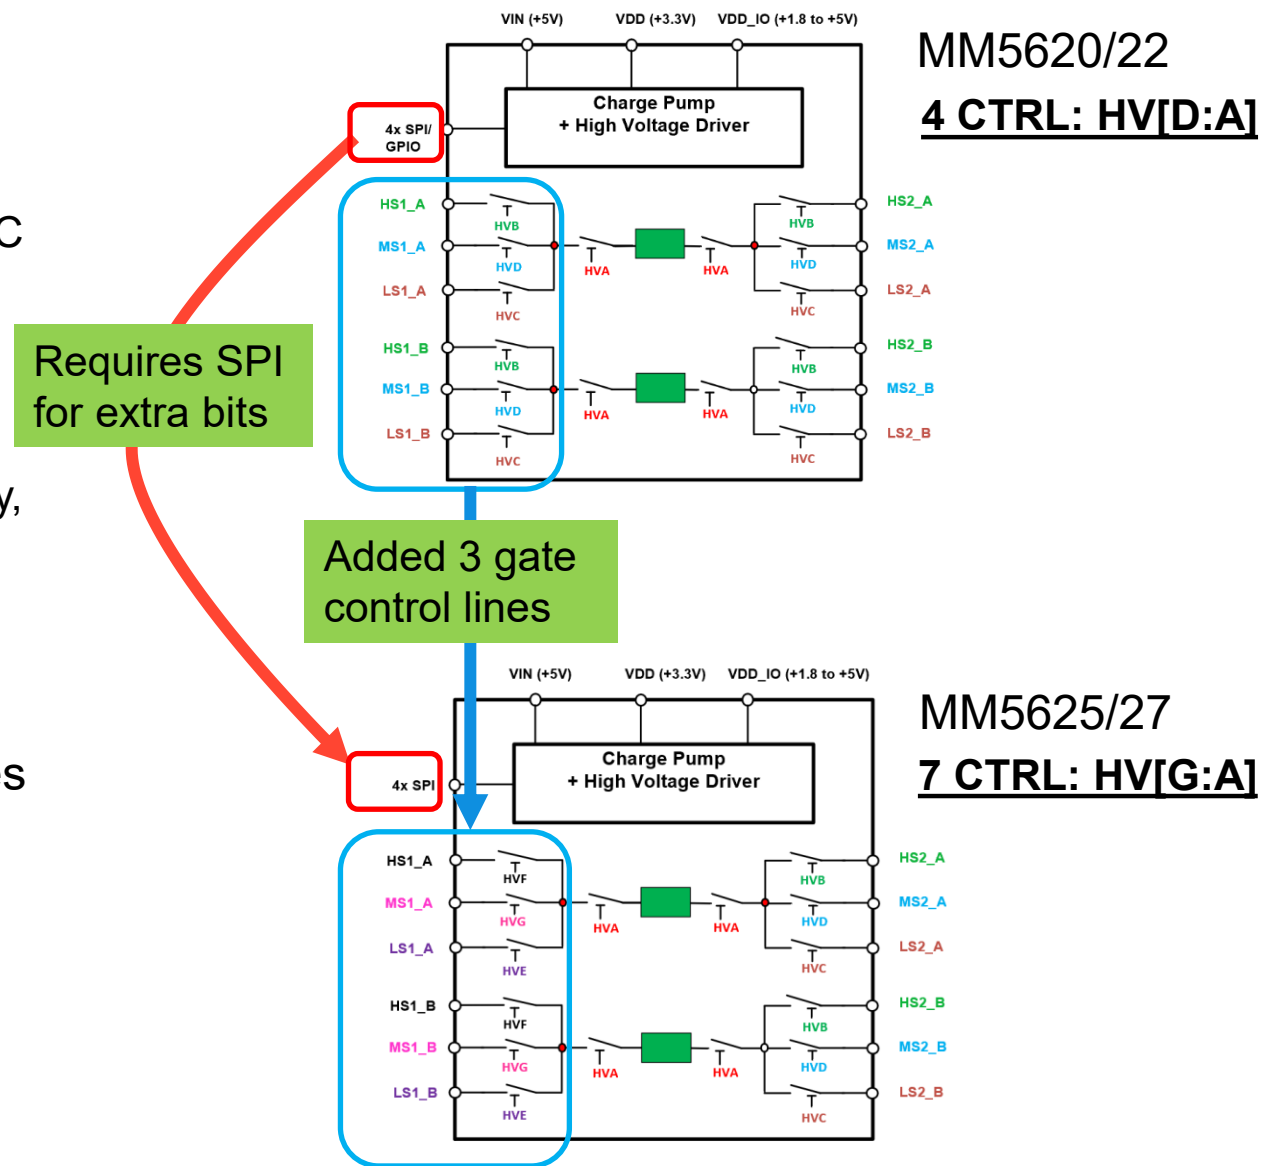 VIN (+5V) VDD (+3.3V) VDD_IO (+1.8 to +5V)
MM5620/22
4 CTRL: HV[D:A]
Charge Pump
+ High Voltage Driver
4x SPI/
GPIO
HS1_A HVB HVB HS2_A
C
MS1_A HVD HVA HVA HVD MS2_A
LS1_A HVC HVC LS2_A
Requires SPI
for extra bits
HS1_B HVB HVB HS2_B
MS1_B HVD HVA HVA HVD MS2_B
LS1_B HVC HVC LS2_B
y,
Added 3 gate
control lines
VIN (+5V) VDD (+3.3V) VDD_IO (+1.8 to +5V)
MM5625/27
7 CTRL: HV[G:A]
Charge Pump
+ High Voltage Driver
es
4x SPI
HS1_A HVF HVB HS2_A
MS1_A HVG HVA HVA HVD MS2_A
LS1_A HVE HVC LS2_A
HS1_B HVF HVB HS2_B
MS1_B HVG HVA HVA HVD MS2_B
LS1_B HVE HVC LS2_B